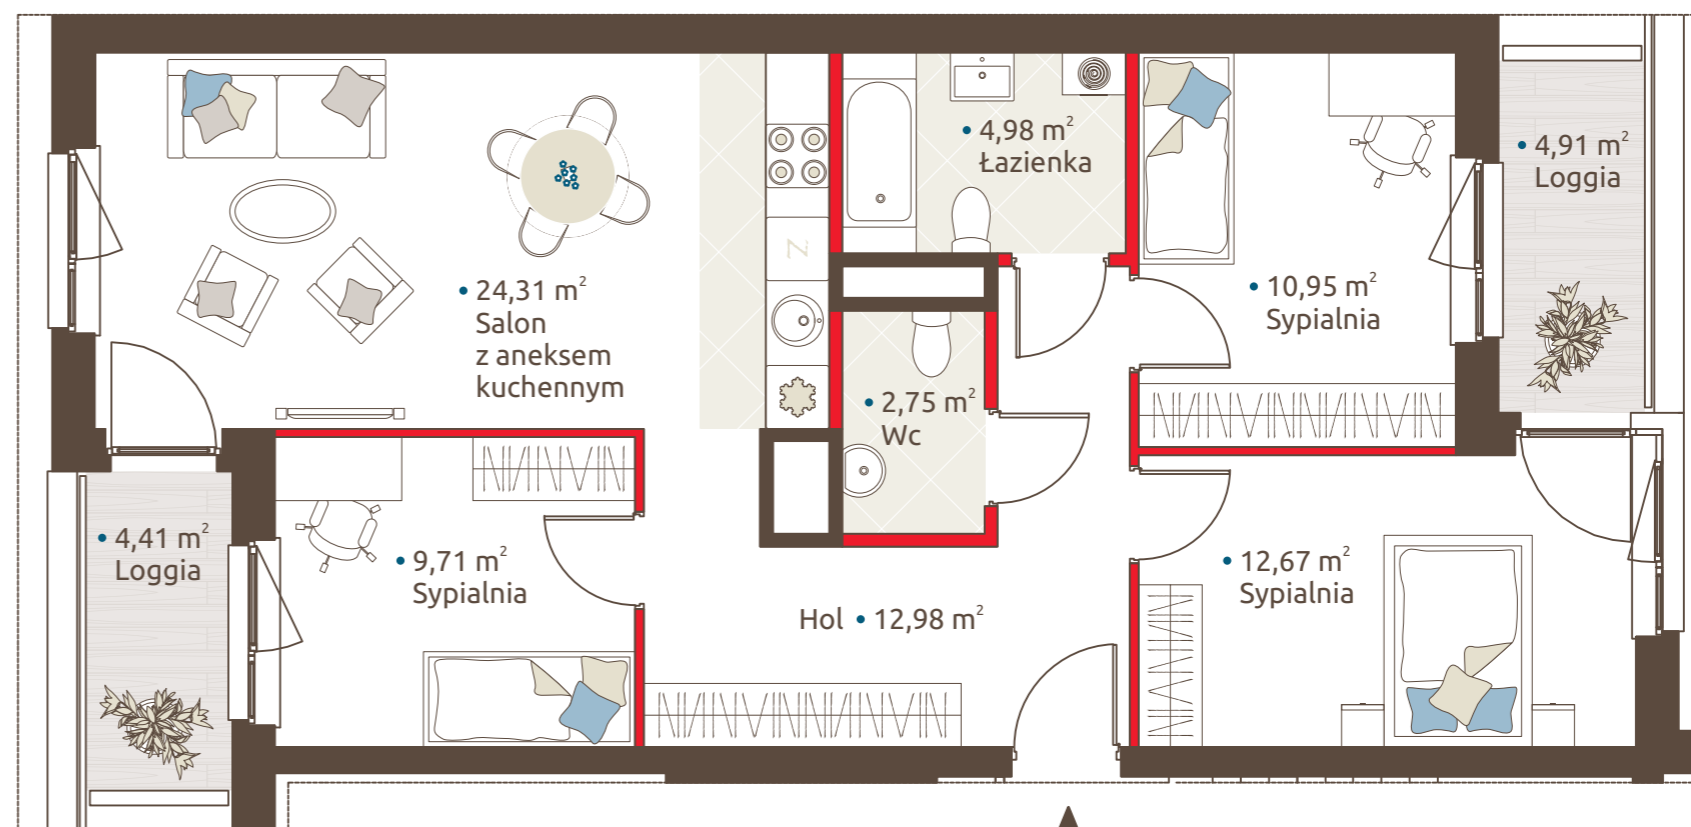 • 4,98 m²
Łazienka
• 4,91 m²
Loggia
• 24,31 m²
Salon
z aneksem
kuchennym
• 10,95 m²
Sypialnia
Z
• 2,75 m²
Wc
• 4,41 m²
Loggia
• 9,71 m²
Sypialnia
• 12,67 m²
Sypialnia
Hol • 12,98 m²